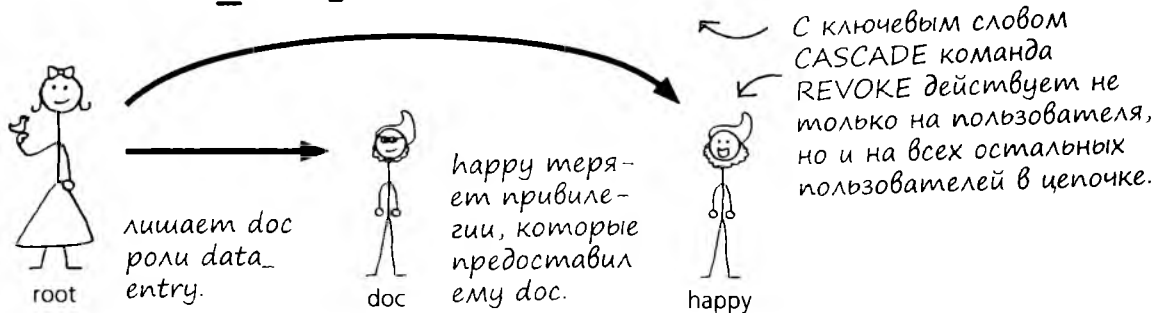 С ключевым словом
CASCADE команда
REVOKE действует не
только на пользователя,
но и на всех остальных
пользователей в цепочке.
happy теря-
ет привиле-
гии, которые
предоставил
ему doc.
лишает doc
роли data_
entry.
root
doc
happy